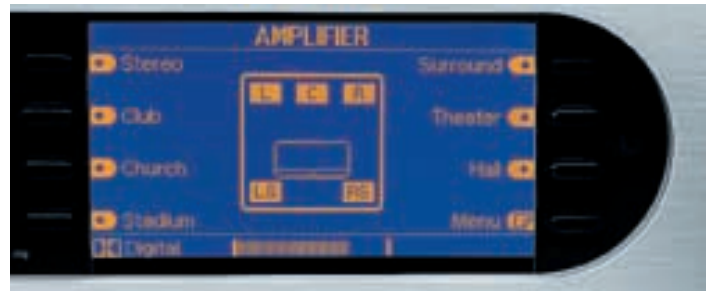 AMPLIFIER
Stereo
Surround
L C R
Club
Theater
Church
Hall
LS RS
Stadium
Menu
Digital